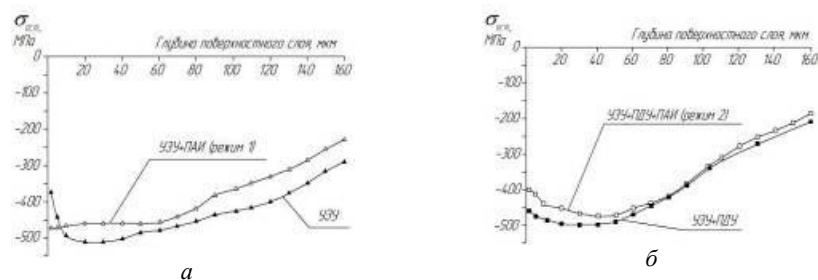 σост,
МПа
Глубина поверхностного слоя, мкм
0
20 40 60 80 100 120 140 160
-100
-200
-300
-400
-500
УЗУ+ПАИ (режим 1)
УЗУ
а
σост,
МПа
Глубина поверхностного слоя, мкм
0
20 40 60 80 100 120 140 160
-100
-200
-300
-400
-500
УЗУ+ПДУ+ПАИ (режим 2)
УЗУ+ПДУ
б